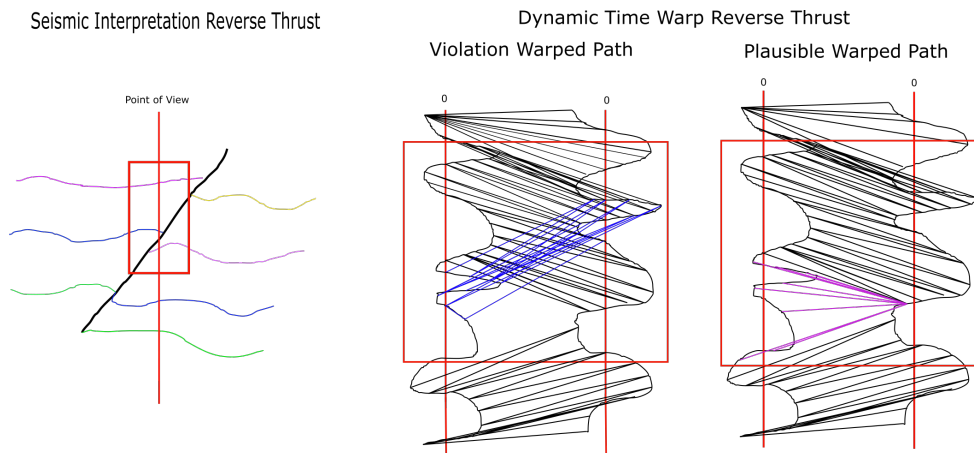 Seismic Interpretation Reverse Thrust
Dynamic Time Warp Reverse Thrust
Violation Warped Path
Plausible Warped Path
Point of View
0
0
0
0